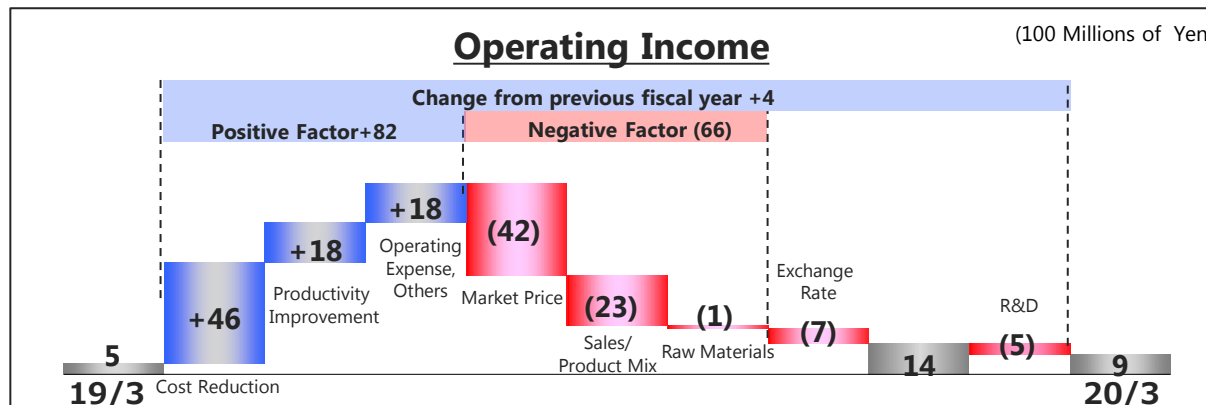 Operating Income
(100 Millions of Yen
Change from previous fiscal year +4
Positive Factor+82
Negative Factor (66)
+18
(42)
+18
Operating
Expense,
Others
Exchange
Rate
Market Price
Productivity
Improvement
+46
(23)
(1)
(7)
R&D
(5)
Sales/
Product Mix
Raw Materials
5
14
9
19/3
Cost Reduction
20/3